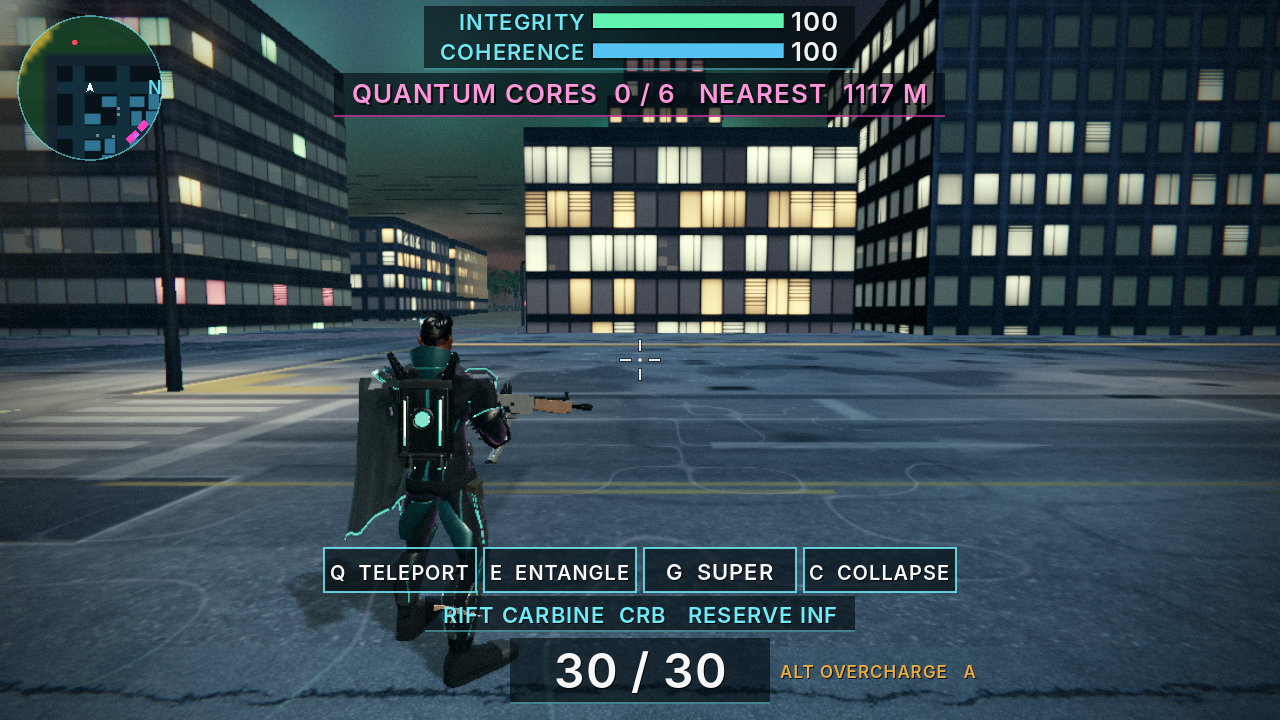 INTEGRITY 100
COHERENCE 100
QUANTUM CORES 0 / 6 NEAREST 1117 M
N
Q TELEPORT E ENTANGLE G SUPER C COLLAPSE
RIFT CARBINE CRB RESERVE INF
30 / 30
ALT OVERCHARGE A